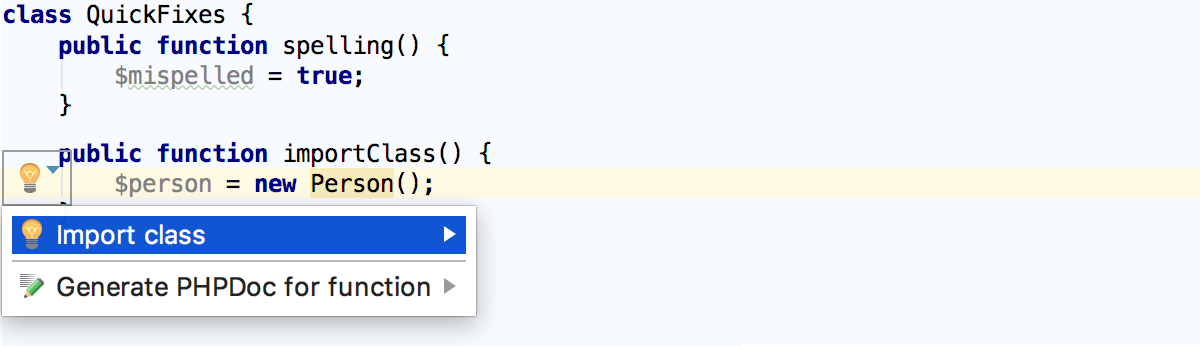 class QuickFixes {
    public function spelling() {
        $mispelled = true;
    }
    public function importClass() {
        $person = new Person();
    }
Import class
Generate PHPDoc for function